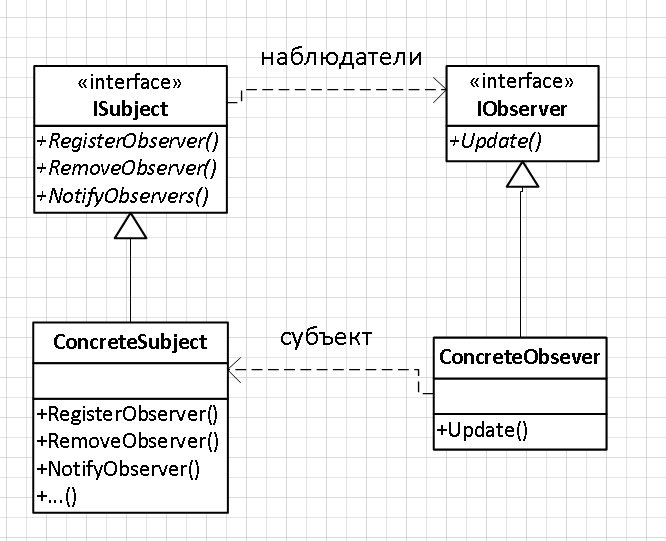 наблюдатели
«interface»
ISubject
+RegisterObserver()
+RemoveObserver()
+NotifyObservers()
«interface»
IObserver
+Update()
субъект
ConcreteSubject
+RegisterObserver()
+RemoveObserver()
+NotifyObserver()
+...()
ConcreteObsever
+Update()